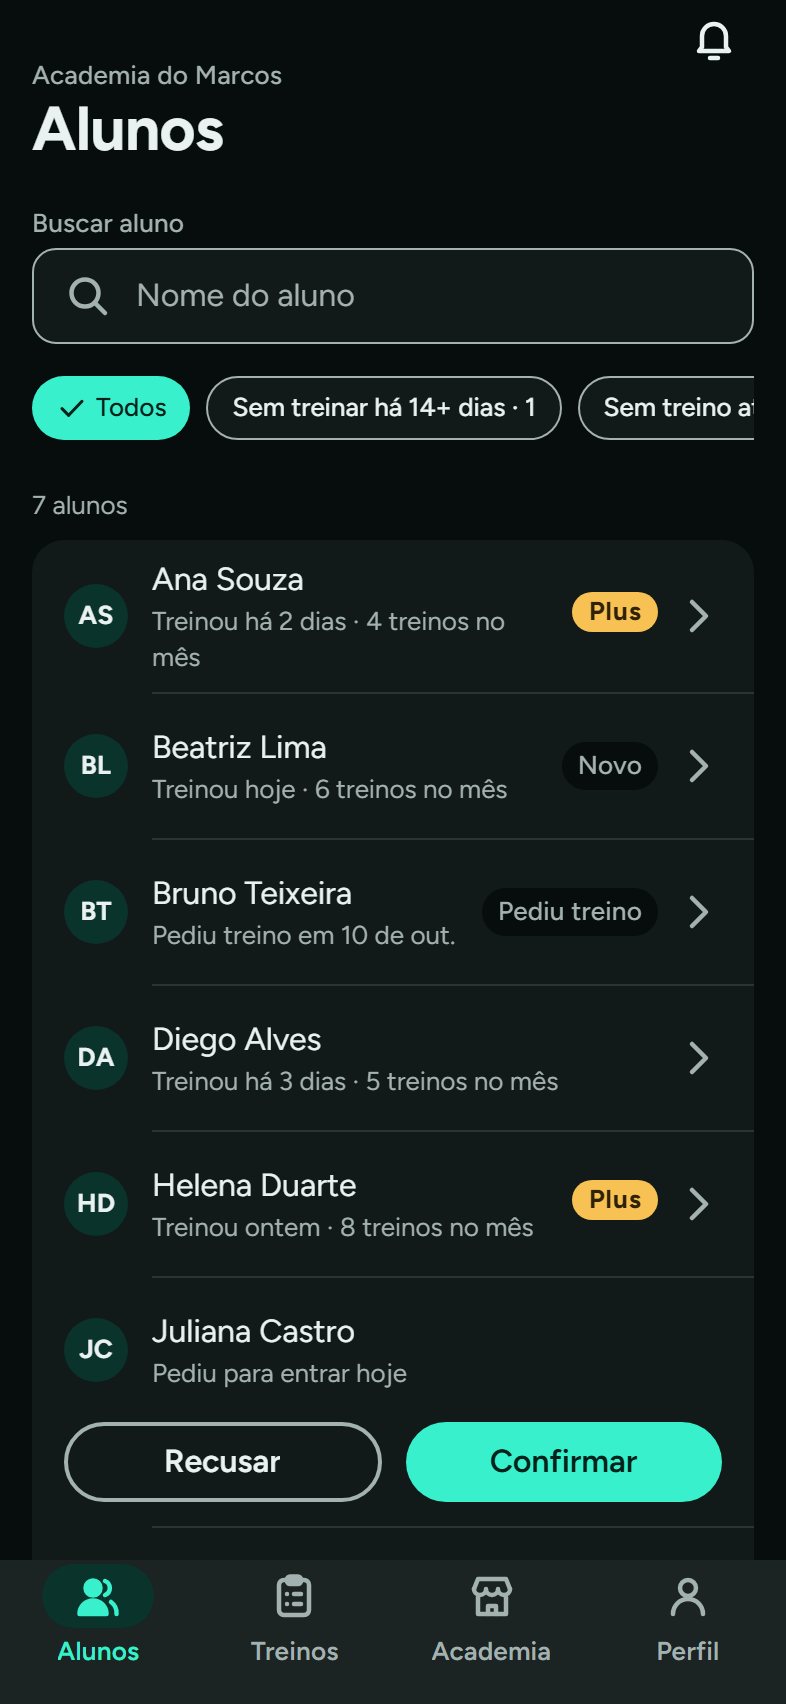 Academia do Marcos
Alunos
Buscar aluno
Nome do aluno
Todos
Sem treinar há 14+ dias · 1
Sem treino
7 alunos
AS
Ana Souza
Treinou há 2 dias · 4 treinos no
mês
Plus
BL
Beatriz Lima
Treinou hoje · 6 treinos no mês
Novo
BT
Bruno Teixeira
Pediu treino em 10 de out.
Pediu treino
DA
Diego Alves
Treinou há 3 dias · 5 treinos no mês
HD
Helena Duarte
Treinou ontem · 8 treinos no mês
Plus
JC
Juliana Castro
Pediu para entrar hoje
Recusar
Confirmar
Alunos
Treinos
Academia
Perfil